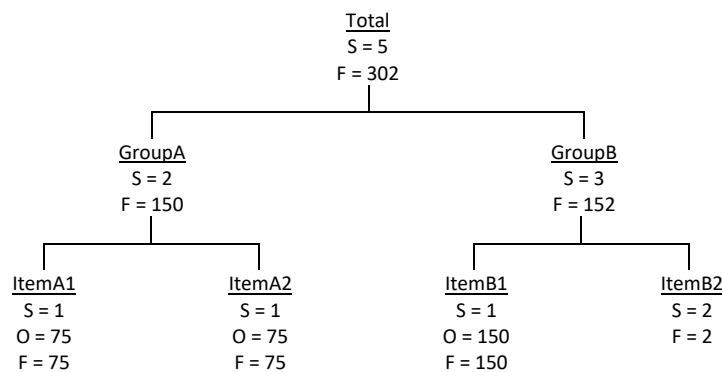 Total
S = 5
F = 302
GroupA
S = 2
F = 150
GroupB
S = 3
F = 152
ItemA1
S = 1
O = 75
F = 75
ItemA2
S = 1
O = 75
F = 75
ItemB1
S = 1
O = 150
F = 150
ItemB2
S = 2
F = 2